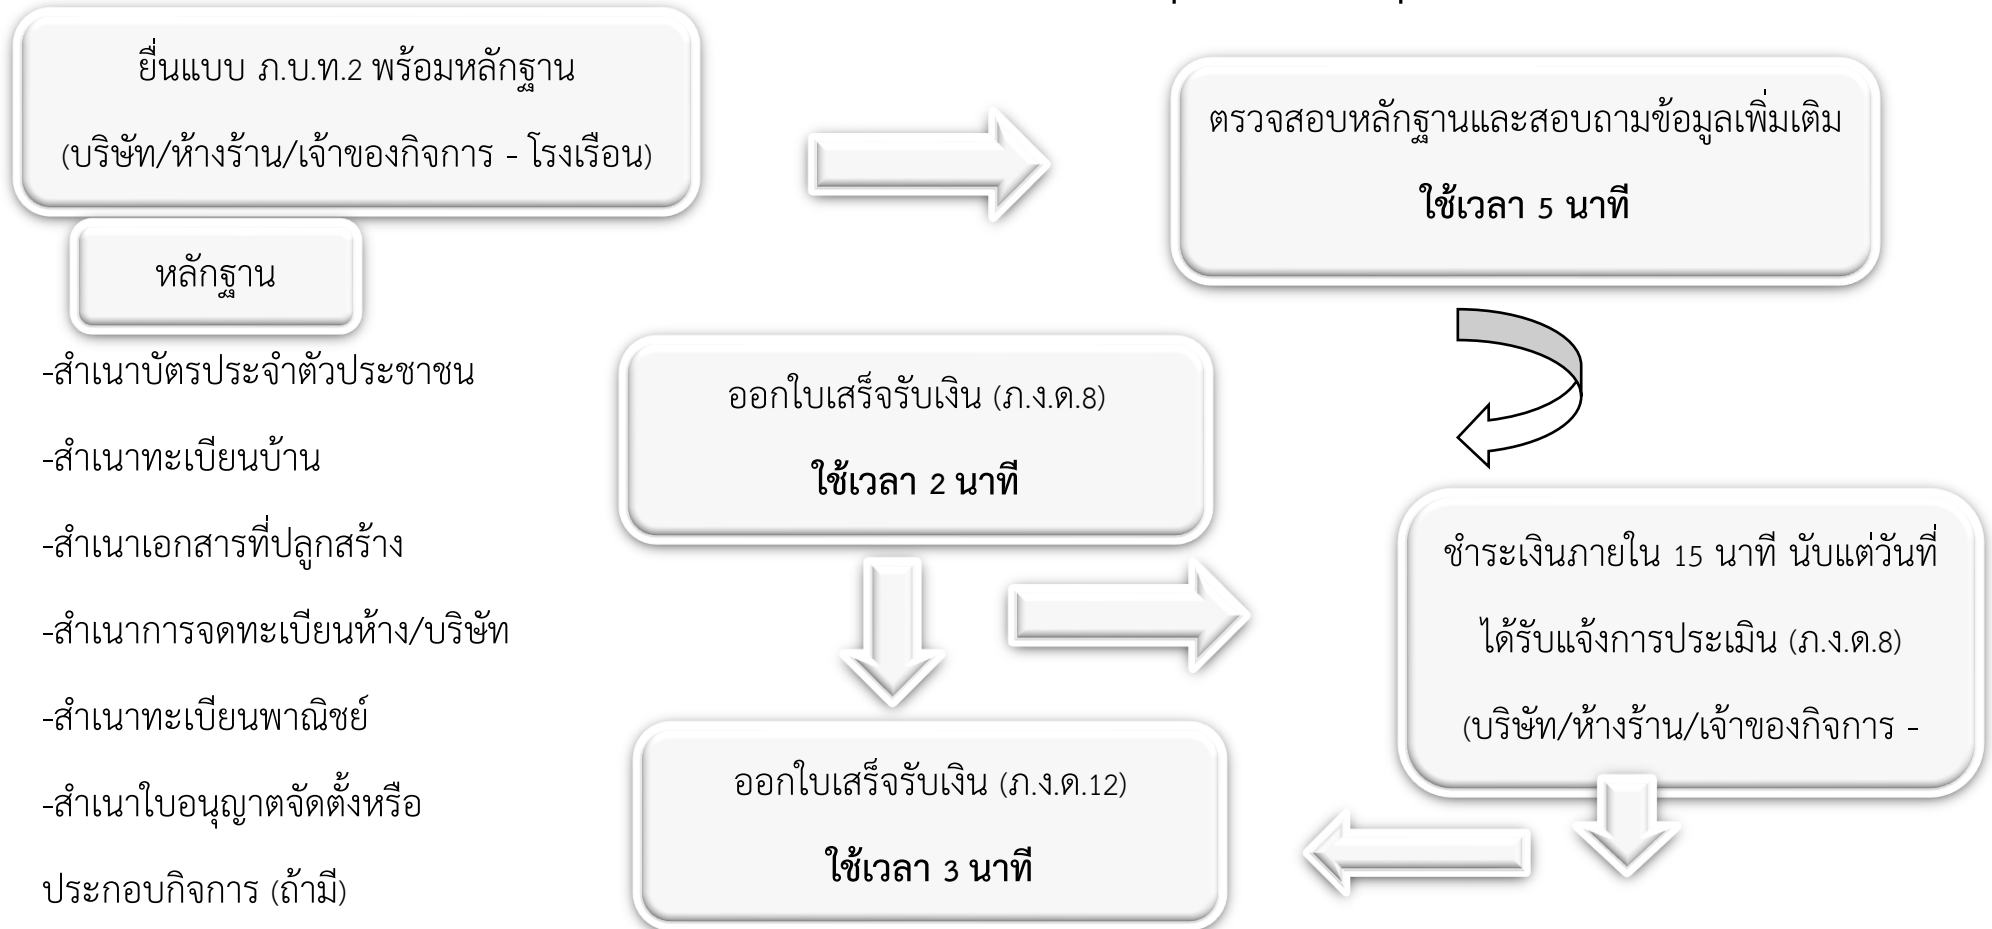 ยื่นแบบ ภ.บ.ท.2 พร้อมหลักฐาน
(บริษัท/ห้างร้าน/เจ้าของกิจการ - โรงเรือน)
ตรวจสอบหลักฐานและสอบถามข้อมูลเพิ่มเติม
ใช้เวลา 5 นาที
หลักฐาน
-สำเนาบัตรประจำตัวประชาชน
-สำเนาทะเบียนบ้าน
-สำเนาเอกสารที่ปลูกสร้าง
-สำเนาการจดทะเบียนห้าง/บริษัท
-สำเนาทะเบียนพาณิชย์
-สำเนาใบอนุญาตจัดตั้งหรือ
ประกอบกิจการ (ถ้ามี)
ออกใบเสร็จรับเงิน (ภ.ง.ด.8)
ใช้เวลา 2 นาที
ชำระเงินภายใน 15 นาที นับแต่วันที่
ได้รับแจ้งการประเมิน (ภ.ง.ด.8)
(บริษัท/ห้างร้าน/เจ้าของกิจการ -
ออกใบเสร็จรับเงิน (ภ.ง.ด.12)
ใช้เวลา 3 นาที